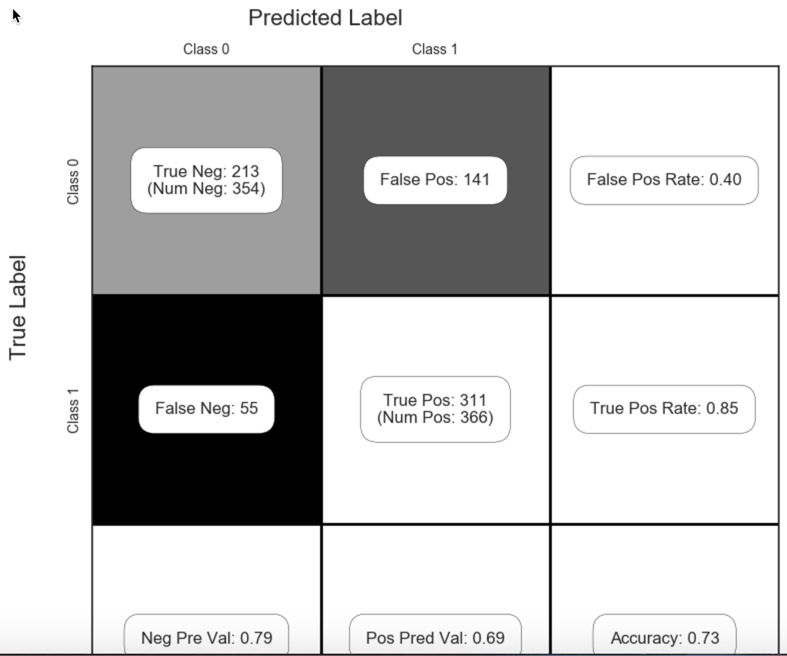 Predicted Label
Class 0
Class 1
True Label
Class 0
True Neg: 213
(Num Neg: 354)
False Pos: 141
False Pos Rate: 0.40
Class 1
False Neg: 55
True Pos: 311
(Num Pos: 366)
True Pos Rate: 0.85
Neg Pre Val: 0.79
Pos Pred Val: 0.69
Accuracy: 0.73